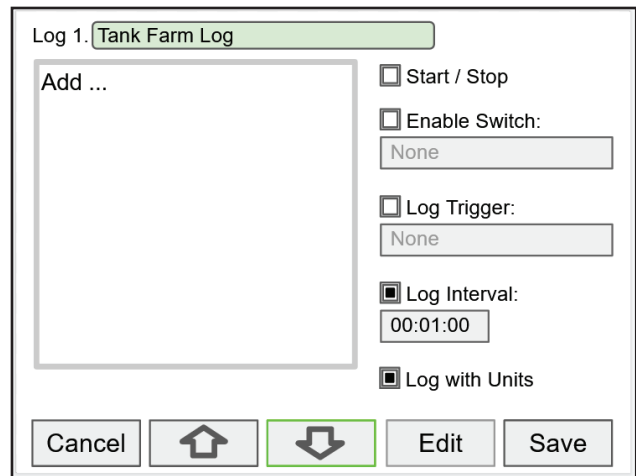 Log 1. Tank Farm Log
Add ...
Start / Stop
Enable Switch:
None
Log Trigger:
None
Log Interval:
00:01:00
Log with Units
Cancel
Edit
Save